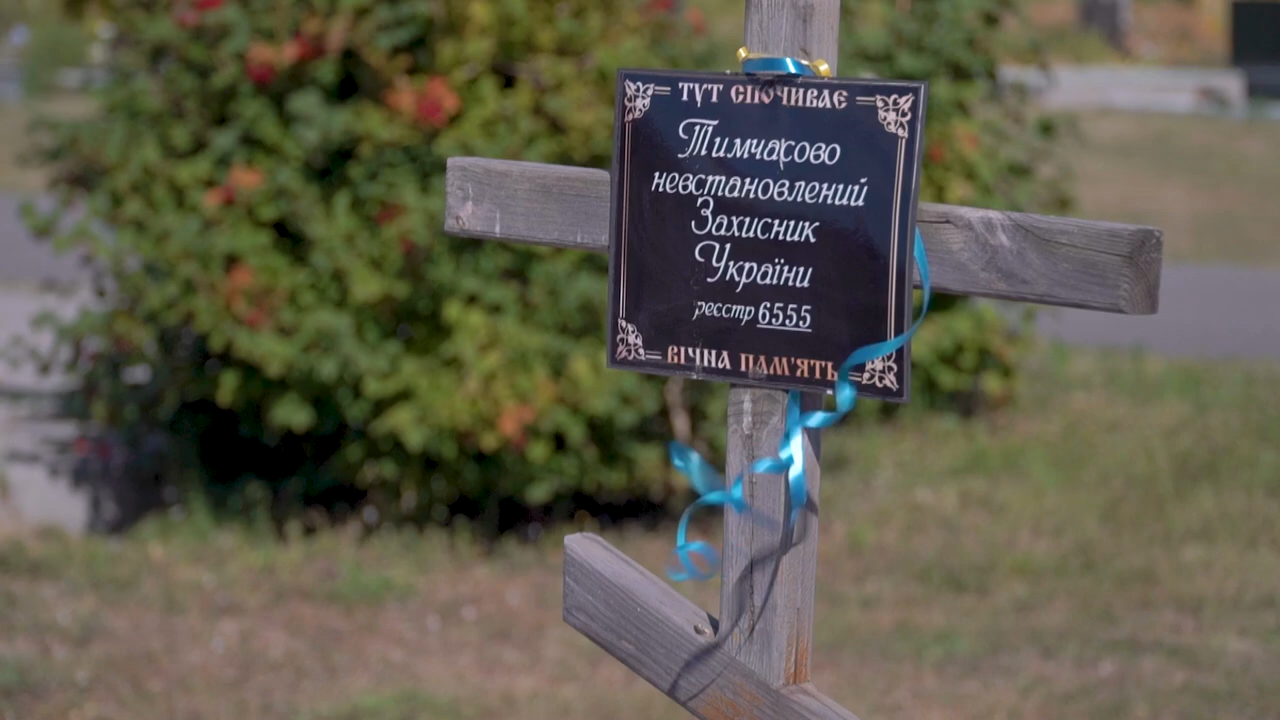 ТУТ СПОЧИВАЄ
Тимчасово
невстановлений
Захисник
України
реєстр 6555
ВІЧНА ПАМ'ЯТЬ